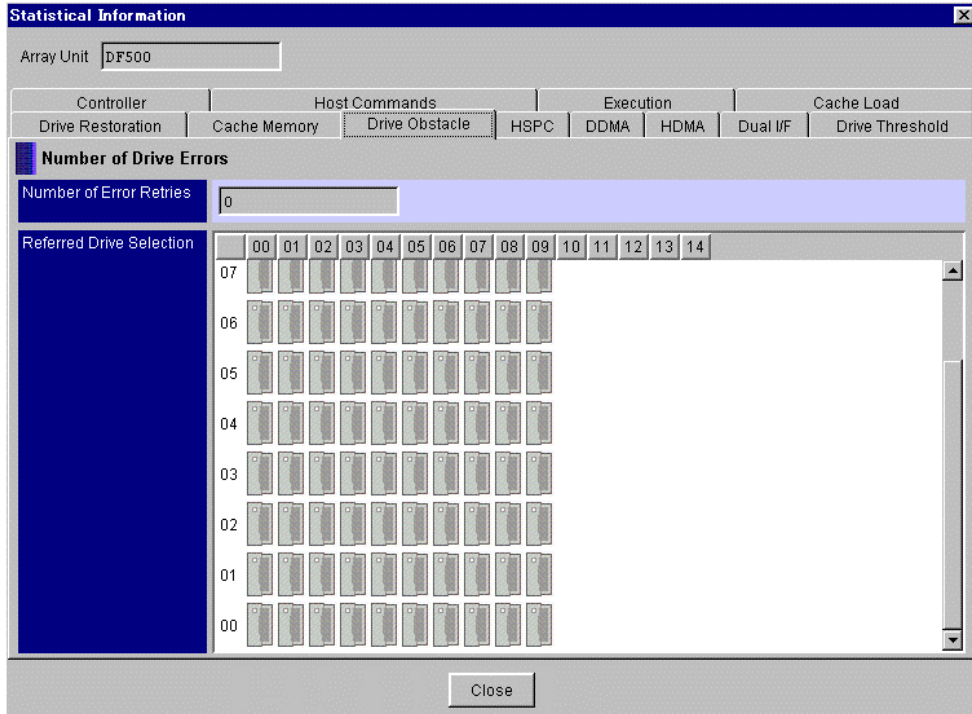 Statistical Information
Array Unit DF500
Controller Host Commands Execution Cache Load
Drive Restoration Cache Memory Drive Obstacle HSPC DDMA HDMA Dual I/F Drive Threshold
Number of Drive Errors
Number of Error Retries 0
Referred Drive Selection 00 01 02 03 04 05 06 07 08 09 10 11 12 13 14
07
06
05
04
03
02
01
00
Close